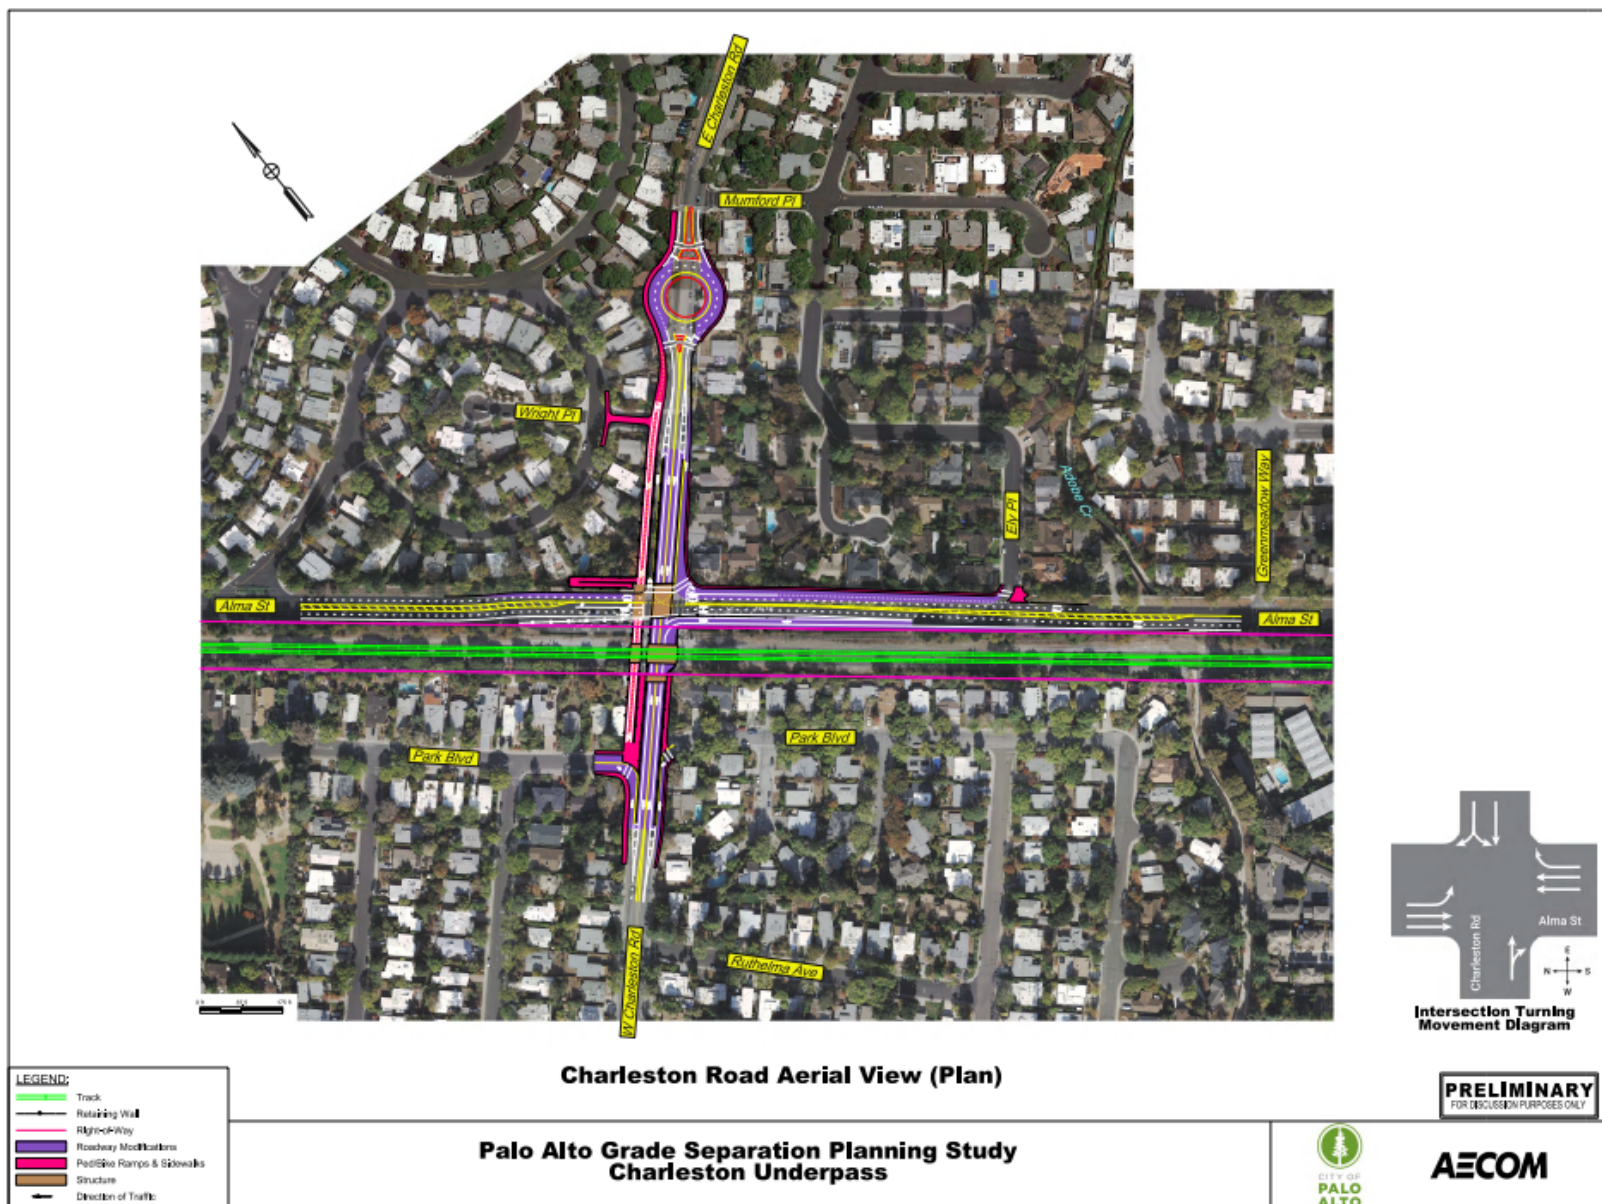 E Charleston Rd
Mumford Pl
Wright Pl
Adobe Cr
Ely Pl
Greenmeadow Way
Alma St
Alma St
Park Blvd
Park Blvd
W Charleston Rd
Ruthelma Ave
Charleston Rd
Alma St
E
N
S
W
Intersection Turning
Movement Diagram
Charleston Road Aerial View (Plan)
PRELIMINARY
FOR DISCUSSION PURPOSES ONLY
LEGEND:
Track
Retaining Wall
Right-of-Way
Roadway Modifications
Ped/Bike Ramps & Sidewalks
Structure
Direction of Traffic
Palo Alto Grade Separation Planning Study
Charleston Underpass
CITY OF
PALO
ALTO
AECOM